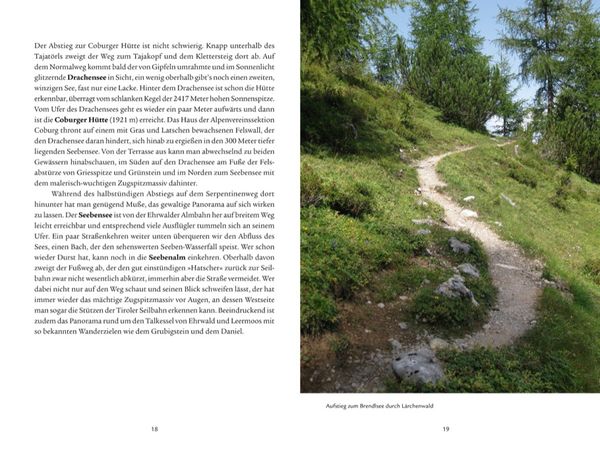 Der Abstieg zur Coburger Hütte ist nicht schwierig. Knapp unterhalb des
Tajatörls zweigt der Weg zum Tajakopf und dem Klettersteig dort ab. Auf
dem Normalweg kommt bald der von Gipfeln umrahmte und im Sonnenlicht
glitzernde Drachensee in Sicht, ein wenig oberhalb gibt's noch einen zweiten,
winzigen See, fast nur eine Lacke. Hinter dem Drachensee ist schon die Hütte
erkennbar, überragt vom schlanken Kegel der 2417 Meter hohen Sonnenspitze.
Vom Ufer des Drachensees geht es wieder ein paar Meter aufwärts und dann
ist die Coburger Hütte (1921 m) erreicht. Das Haus der Alpenvereinssektion
Coburg thront auf einem mit Gras und Latschen bewachsenen Felswall, der
den Drachensee daran hindert, sich hinab zu ergießen in den 300 Meter tiefer
liegenden Seebensee. Von der Terrasse aus kann man abwechselnd zu beiden
Gewässern hinabschauen, im Süden auf den Drachensee am Fuße der Fels-
abstürze von Griesspitze und Grünstein und im Norden zum Seebensee mit
dem malerisch-wuchtigen Zugspitzmassiv dahinter.
Während des halbstündigen Abstiegs auf dem Serpentinenweg dort
hinunter hat man genügend Muße, das gewaltige Panorama auf sich wirken
zu lassen. Der Seebensee ist von der Ehrwalder Almbahn her auf breitem Weg
leicht erreichbar und entsprechend viele Ausflügler tummeln sich an seinem
Ufer. Ein paar Straßenkehren weiter unten überqueren wir den Abfluss des
Sees, einen Bach, der den sehenswerten Seeben-Wasserfall speist. Wer schon
wieder Durst hat, kann noch in die Seebenalm einkehren. Oberhalb davon
zweigt der Fußweg ab, der den gut einstündigen »Hatscher« zurück zur Seil-
bahn zwar nicht wesentlich abkürzt, immerhin aber die Straße vermeidet. Wer
dabei nicht nur auf den Weg schaut und seinen Blick schweifen lässt, der hat
immer wieder das mächtige Zugspitzmassiv vor Augen, an dessen Westseite
man sogar die Stützen der Tiroler Seilbahn erkennen kann. Beeindruckend ist
zudem das Panorama rund um den Talkessel von Ehrwald und Leermoos mit
so bekannten Wanderzielen wie dem Grubigstein und dem Daniel.
18
Aufstieg zum Brendlsee durch Lärchenwald
19